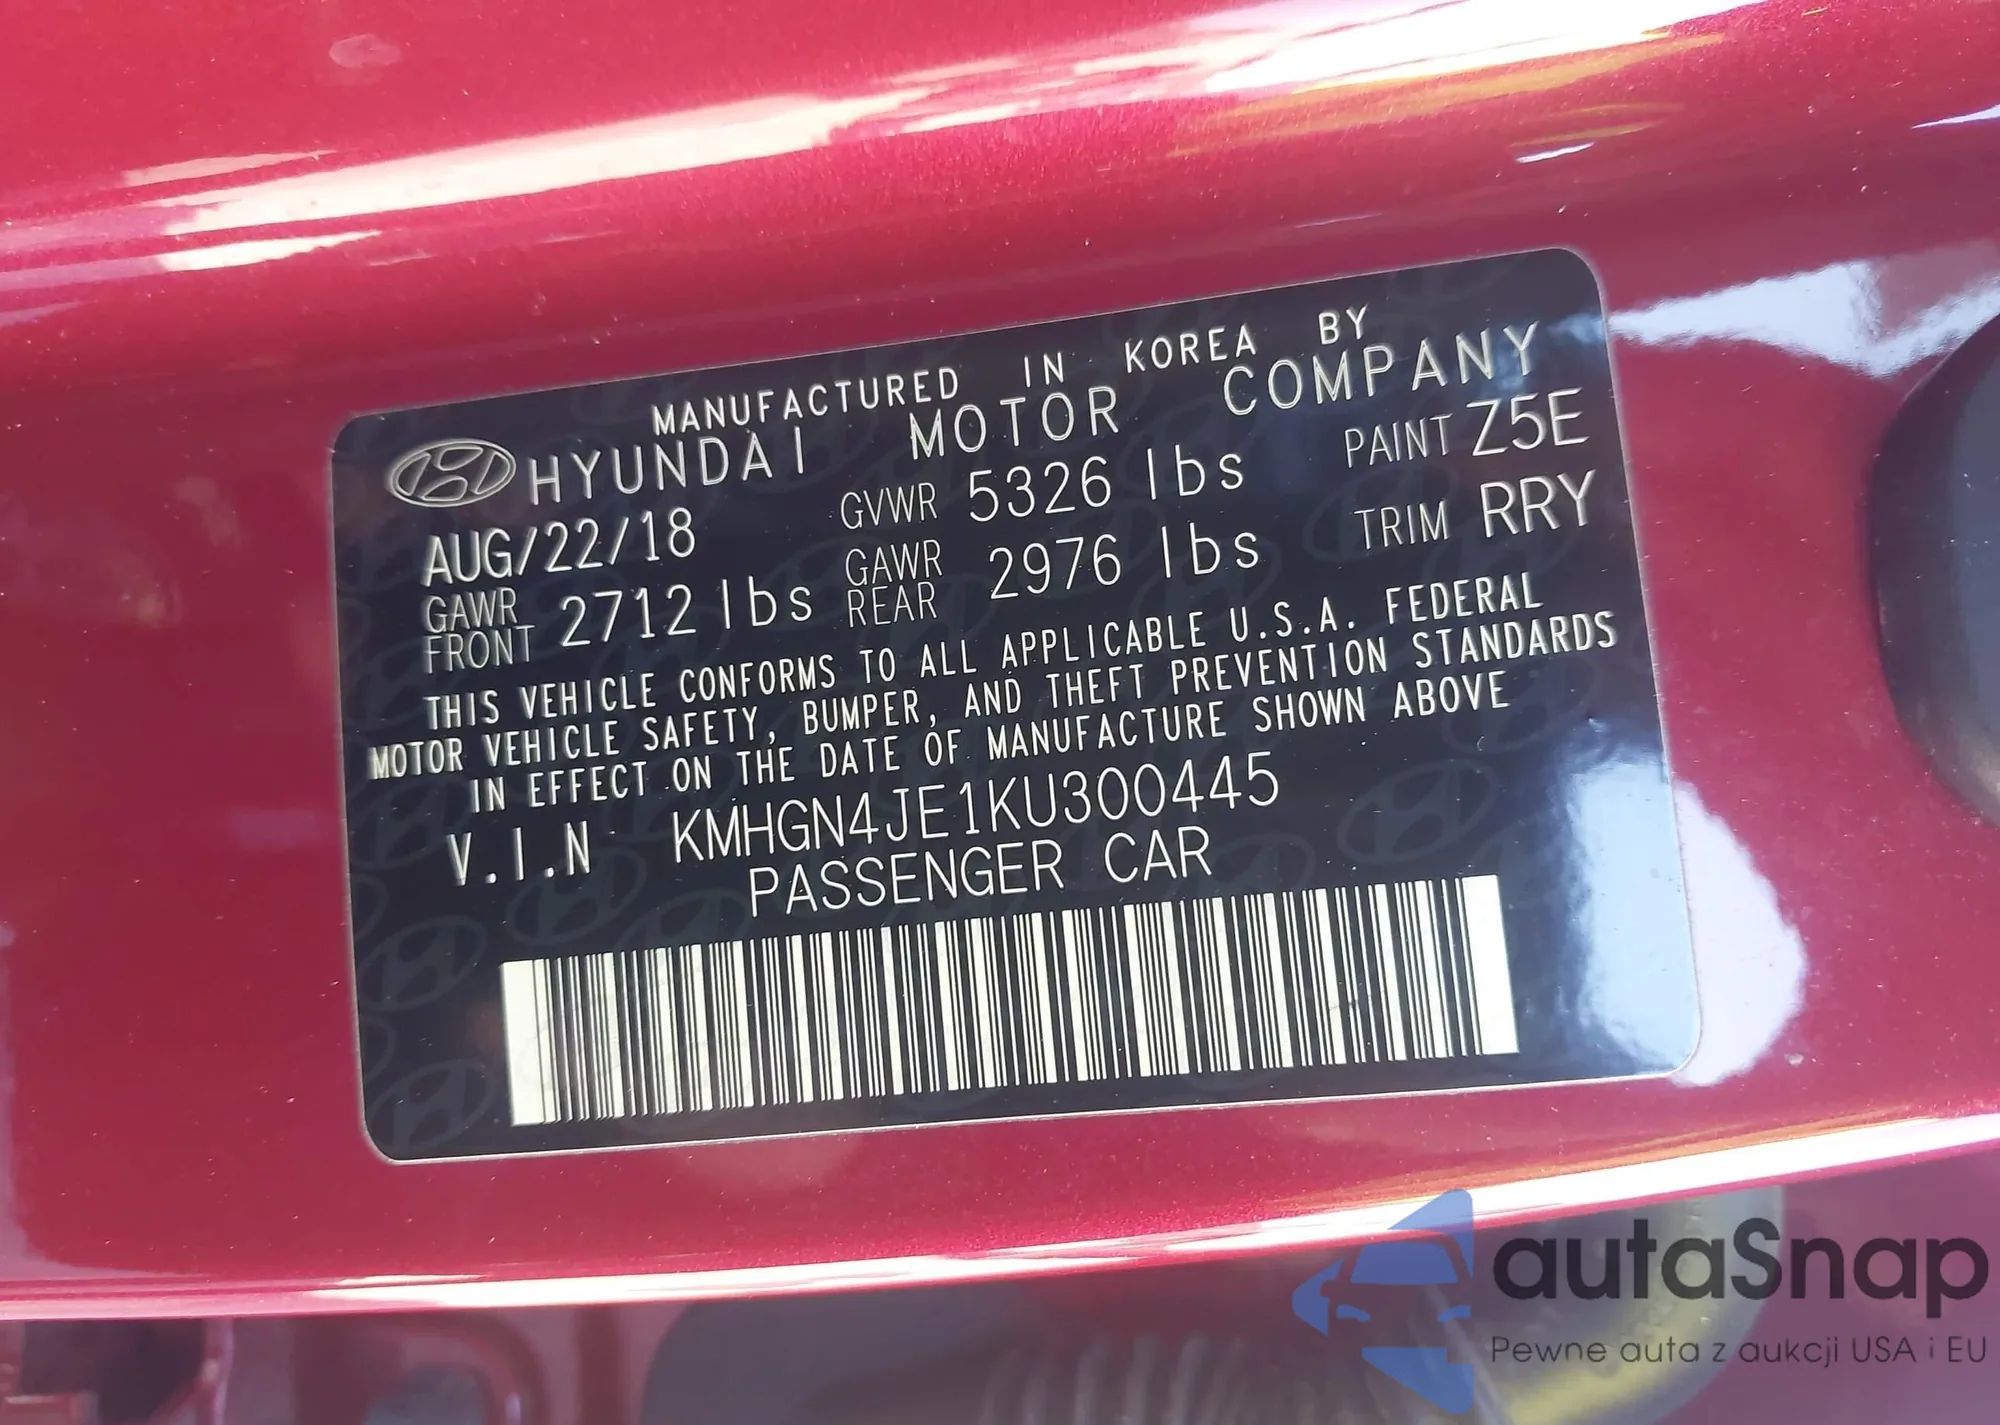 MANUFACTURED IN KOREA BY
HYUNDAI MOTOR COMPANY
AUG/22/18 GVWR 5326 lbs PAINT Z5E
GAWR FRONT 2712 lbs GAWR REAR 2976 lbs TRIM RRY
THIS VEHICLE CONFORMS TO ALL APPLICABLE U.S.A. FEDERAL
MOTOR VEHICLE SAFETY, BUMPER, AND THEFT PREVENTION STANDARDS
IN EFFECT ON THE DATE OF MANUFACTURE SHOWN ABOVE
V.I.N KMHGN4JE1KU300445
PASSENGER CAR
autaSnap
Pewne auta z aukcji USA i EU